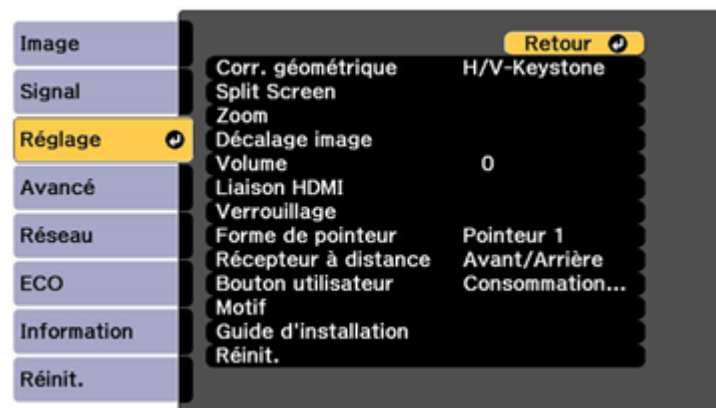 Image
Signal
Réglage
Avancé
Réseau
ECO
Information
Réinit.
Retour
Corr. géométrique H/V-Keystone
Split Screen
Zoom
Décalage image
Volume 0
Liaison HDMI
Verrouillage
Forme de pointeur Pointeur 1
Récepteur à distance Avant/Arrière
Bouton utilisateur Consommation...
Motif
Guide d'installation
Réinit.